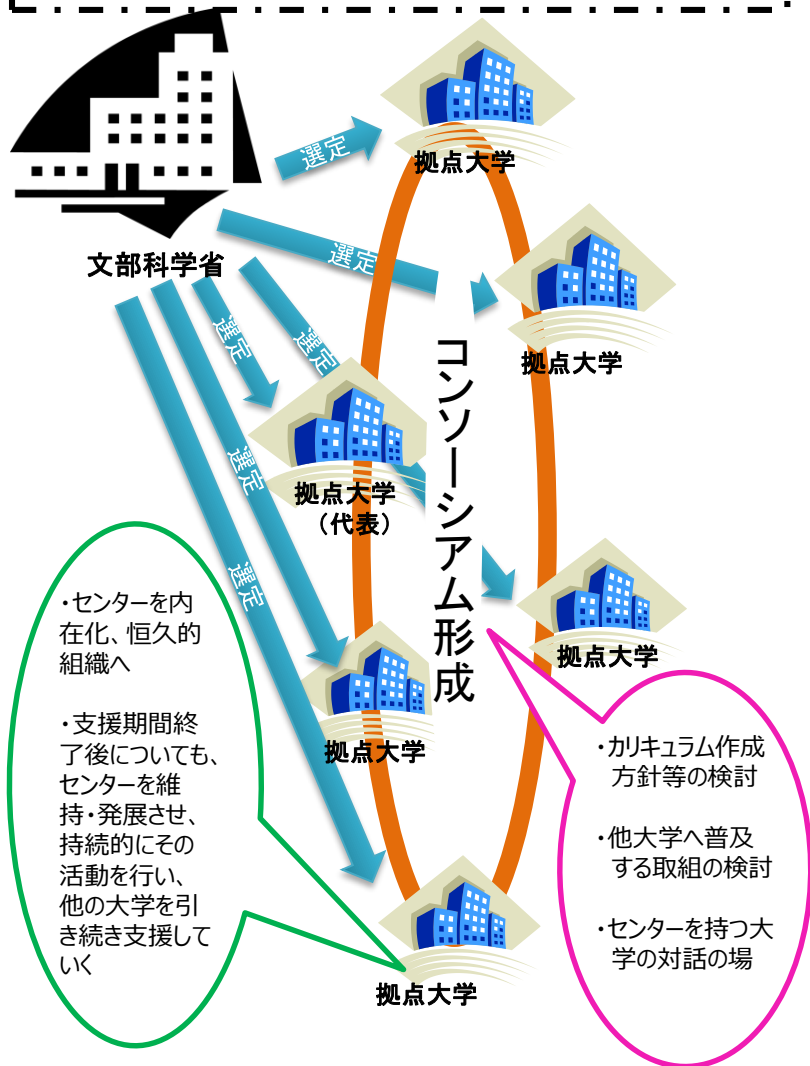 選定
拠点大学
文部科学省
選定
拠点大学
選定
選定
拠点大学
（代表）
選定
選定
コンソーシアム形成
拠点大学
拠点大学
拠点大学
・センターを内
在化、恒久的
組織へ
・支援期間終
了後についても、
センターを維
持・発展させ、
持続的にその
活動を行い、
他の大学を引
き続き支援して
いく
・カリキュラム作成
方針等の検討
・他大学へ普及
する取組の検討
・センターを持つ大
学の対話の場